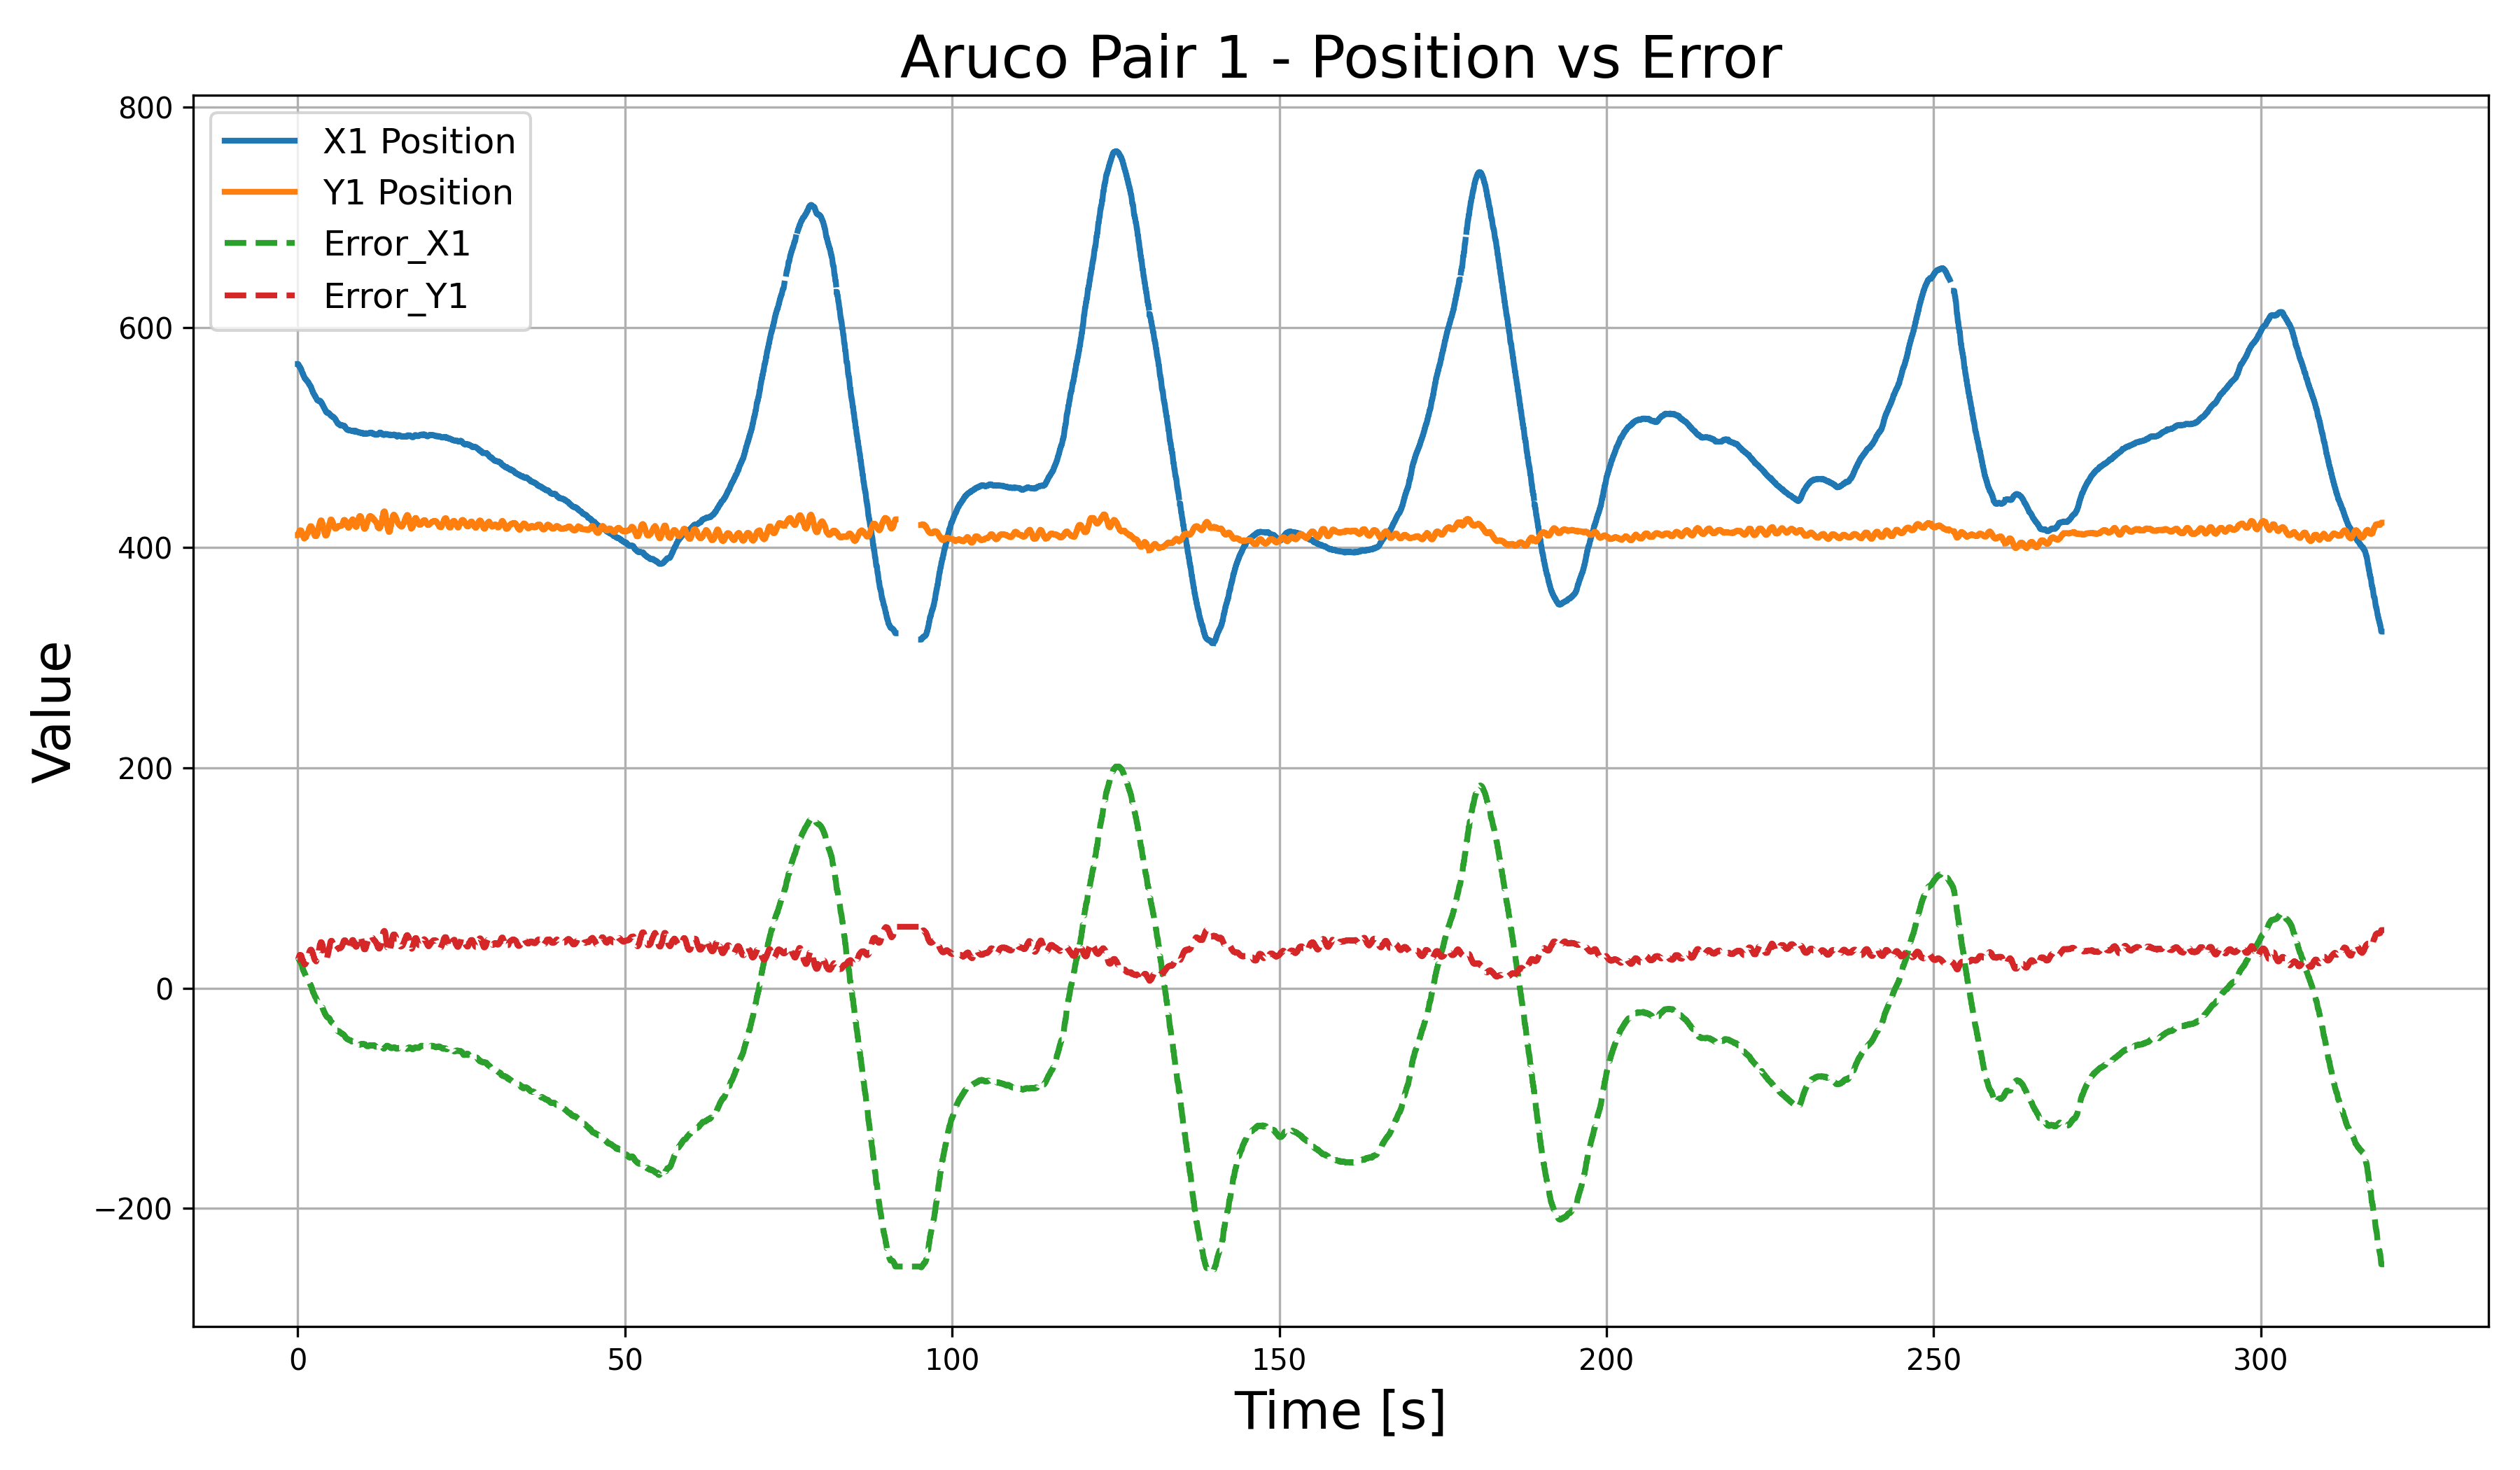 Aruco Pair 1 - Position vs Error
800
600
400
200
0
−200
Value
X1 Position
Y1 Position
Error_X1
Error_Y1
0 50 100 150 200 250 300
Time [s]